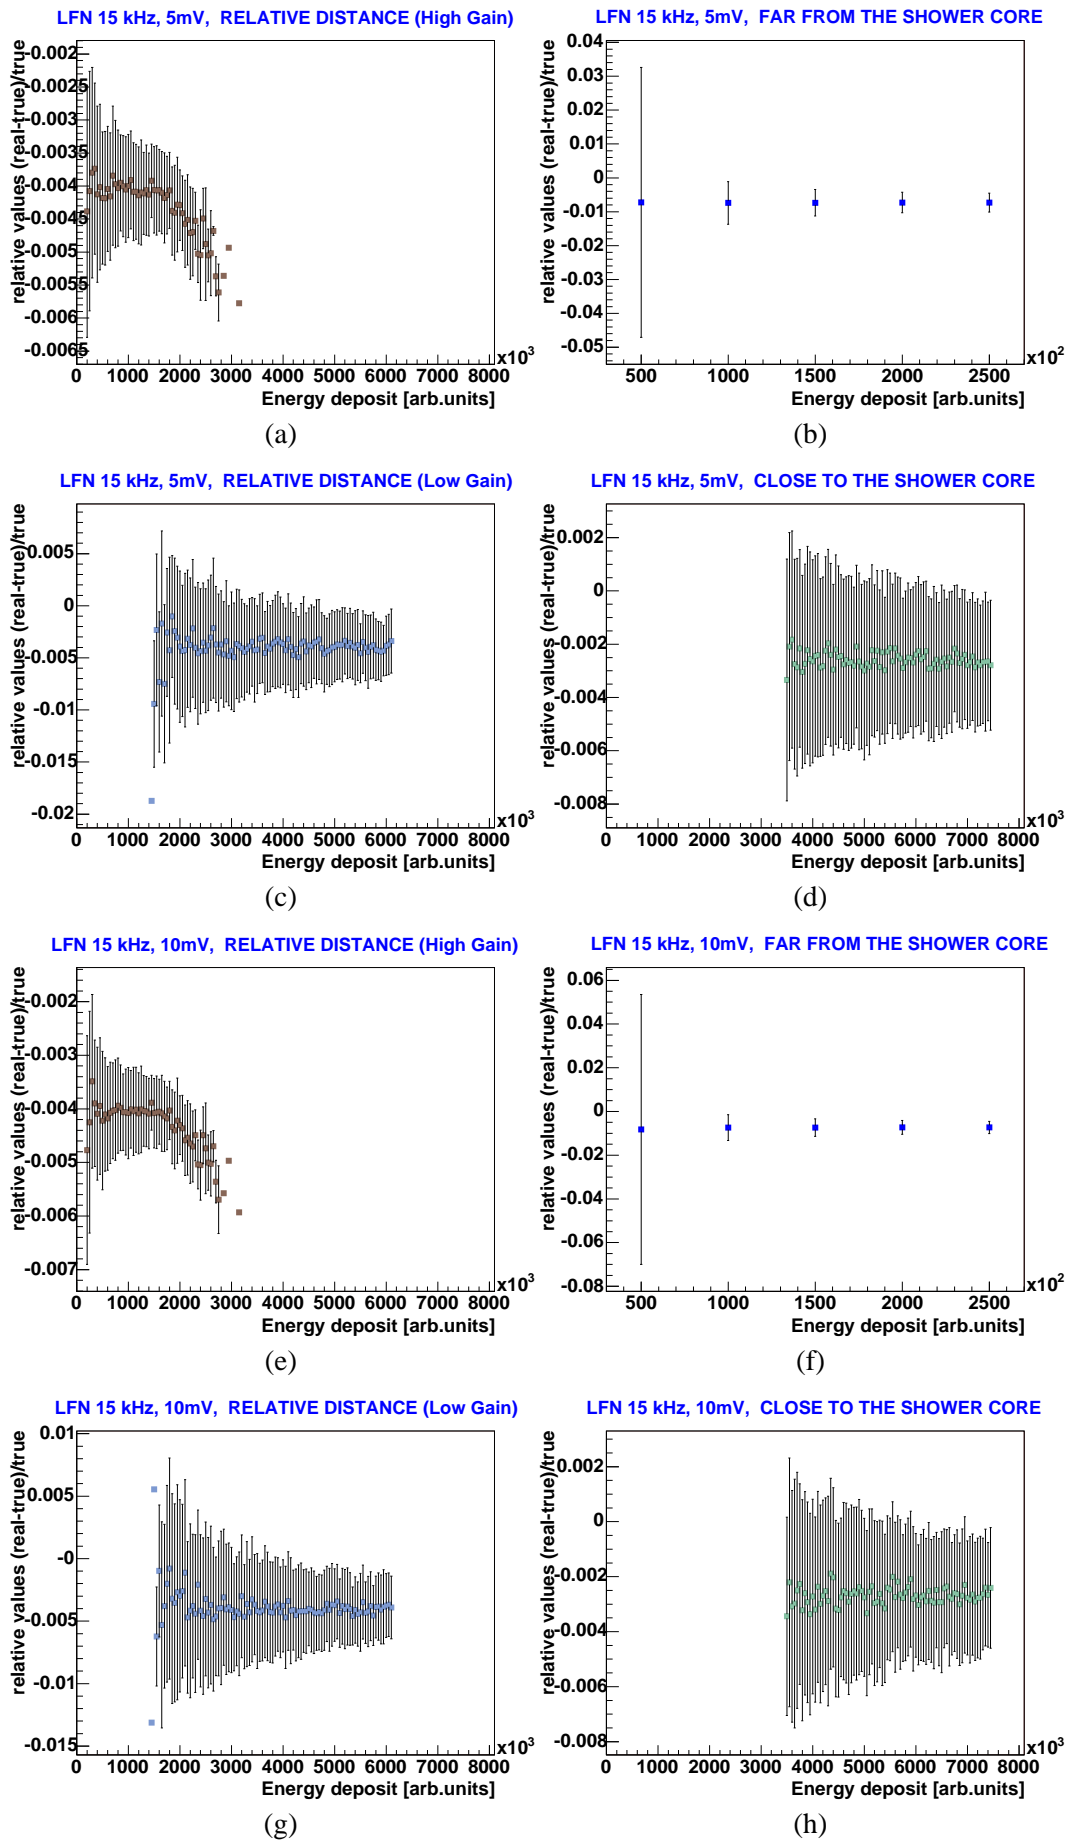 LFN 15 kHz, 5mV, RELATIVE DISTANCE (High Gain)
relative values (real-true)/true
-0.002
-0.0025
-0.003
-0.0035
-0.004
-0.0045
-0.005
-0.0055
-0.006
-0.0065
0 1000 2000 3000 4000 5000 6000 7000 8000
×10³
Energy deposit [arb.units]
(a)
LFN 15 kHz, 5mV, FAR FROM THE SHOWER CORE
relative values (real-true)/true
0.04
0.03
0.02
0.01
0
-0.01
-0.02
-0.03
-0.04
-0.05
500 1000 1500 2000 2500
×10²
Energy deposit [arb.units]
(b)
LFN 15 kHz, 5mV, RELATIVE DISTANCE (Low Gain)
relative values (real-true)/true
0.005
0
-0.005
-0.01
-0.015
-0.02
0 1000 2000 3000 4000 5000 6000 7000 8000
×10³
Energy deposit [arb.units]
(c)
LFN 15 kHz, 5mV, CLOSE TO THE SHOWER CORE
relative values (real-true)/true
0.002
0
-0.002
-0.004
-0.006
-0.008
0 1000 2000 3000 4000 5000 6000 7000 8000
×10³
Energy deposit [arb.units]
(d)
LFN 15 kHz, 10mV, RELATIVE DISTANCE (High Gain)
relative values (real-true)/true
-0.002
-0.003
-0.004
-0.005
-0.006
-0.007
0 1000 2000 3000 4000 5000 6000 7000 8000
×10³
Energy deposit [arb.units]
(e)
LFN 15 kHz, 10mV, FAR FROM THE SHOWER CORE
relative values (real-true)/true
0.06
0.04
0.02
0
-0.02
-0.04
-0.06
-0.08
500 1000 1500 2000 2500
×10²
Energy deposit [arb.units]
(f)
LFN 15 kHz, 10mV, RELATIVE DISTANCE (Low Gain)
relative values (real-true)/true
0.01
0.005
-0
-0.005
-0.01
-0.015
0 1000 2000 3000 4000 5000 6000 7000 8000
×10³
Energy deposit [arb.units]
(g)
LFN 15 kHz, 10mV, CLOSE TO THE SHOWER CORE
relative values (real-true)/true
0.002
0
-0.002
-0.004
-0.006
-0.008
0 1000 2000 3000 4000 5000 6000 7000 8000
×10³
Energy deposit [arb.units]
(h)